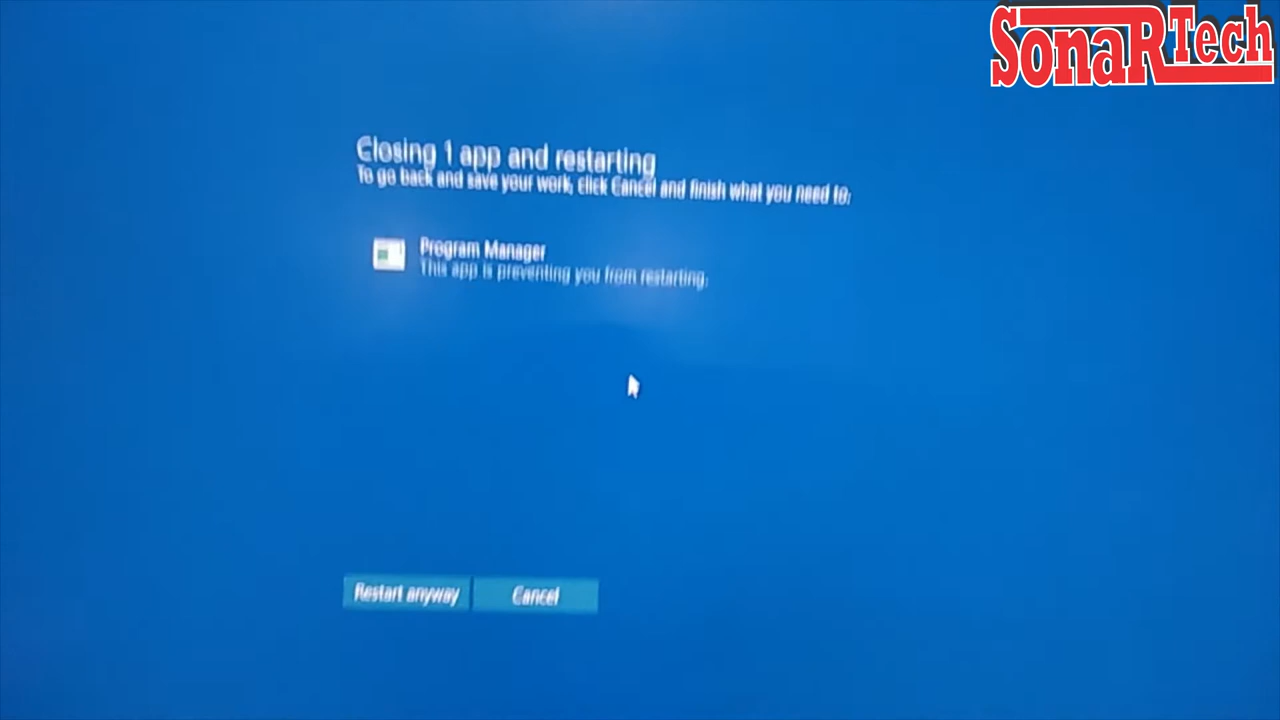 SonaRTech
Closing 1 app and restarting
To go back and save your work, click Cancel and finish what you need to.
Program Manager
This app is preventing you from restarting.
Restart anyway
Cancel